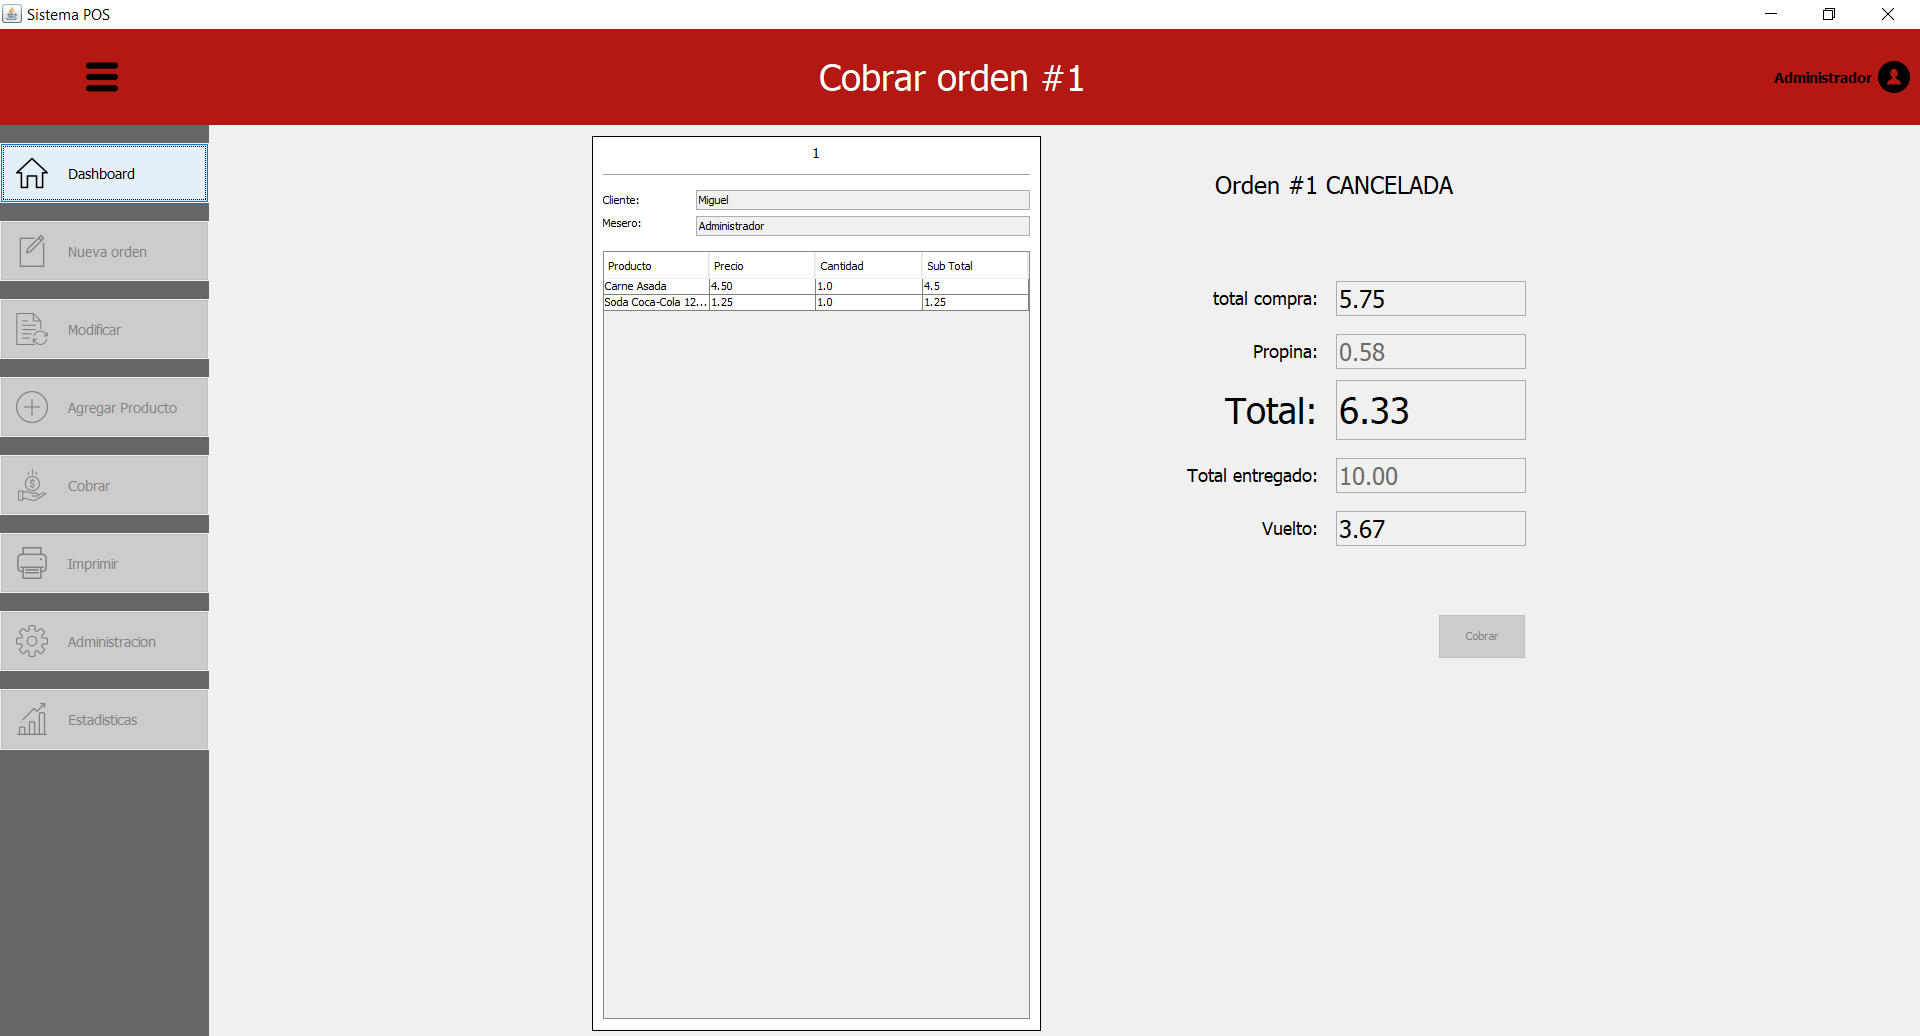 Sistema POS
Cobrar orden #1
Administrador
Dashboard
Nueva orden
Modificar
Agregar Producto
Cobrar
Imprimir
Administracion
Estadisticas
1
Cliente: Miguel
Mesero: Administrador
Producto Precio Cantidad Sub Total
Carne Asada 4.50 1.0 4.5
Soda Coca-Cola 12... 1.25 1.0 1.25
Orden #1 CANCELADA
total compra: 5.75
Propina: 0.58
Total: 6.33
Total entregado: 10.00
Vuelto: 3.67
Cobrar